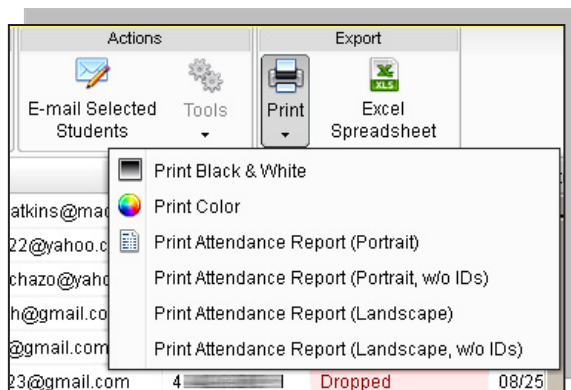 Actions
Export
E-mail Selected
Students
Tools
Print
Excel
Spreadsheet
XLS
Print Black & White
Print Color
Print Attendance Report (Portrait)
Print Attendance Report (Portrait, w/o IDs)
Print Attendance Report (Landscape)
Print Attendance Report (Landscape, w/o IDs)
atkins@mac
22@yahoo.c
chazo@yaho
h@gmail.co
@gmail.com
23@gmail.com 4 Dropped 08/25